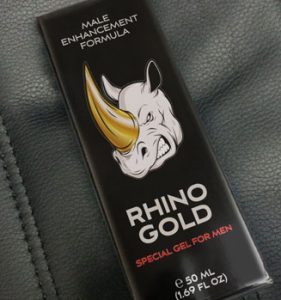 MALE
ENHANCEMENT
FORMULA
RHINO
GOLD
SPECIAL GEL FOR MEN
℮ 50 ML
(1.69 FL OZ)